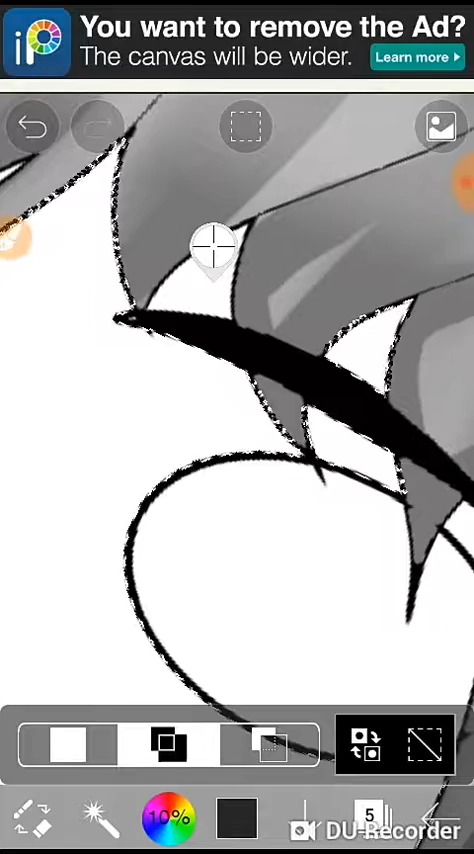 iP
You want to remove the Ad?
The canvas will be wider.
Learn more
10%
5
DU-Recorder